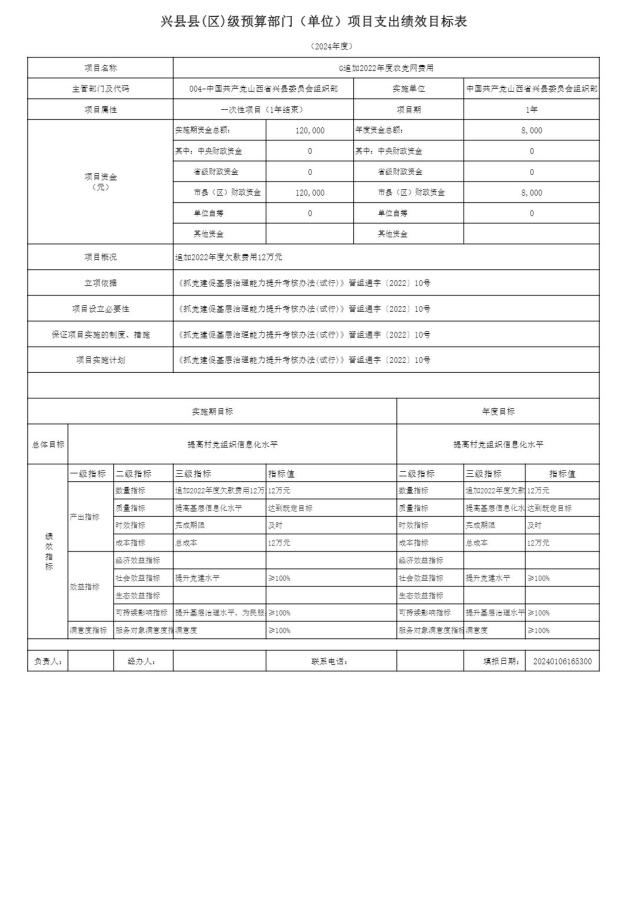 兴县县(区)级预算部门（单位）项目支出绩效目标表
（2024年度）
项目名称 G追加2022年度农党网费用
主管部门及代码 004-中国共产党山西省兴县委员会组织部 实施单位 中国共产党山西省兴县委员会组织部
项目属性 一次性项目（1年结束） 项目期 1年
项目资金（元） 实施期资金总额： 120,000 年度资金总额： 8,000
其中：中央财政资金 0 其中：中央财政资金 0
省级财政资金 0 省级财政资金 0
市县（区）财政资金 120,000 市县（区）财政资金 8,000
单位自筹 0 单位自筹 0
其他资金 其他资金
项目概况 追加2022年度欠款费用12万元
立项依据 《抓党建促基层治理能力提升考核办法(试行)》晋组通字〔2022〕10号
项目设立必要性 《抓党建促基层治理能力提升考核办法(试行)》晋组通字〔2022〕10号
保证项目实施的制度、措施 《抓党建促基层治理能力提升考核办法(试行)》晋组通字〔2022〕10号
项目实施计划 《抓党建促基层治理能力提升考核办法(试行)》晋组通字〔2022〕10号
实施期目标 年度目标
总体目标 提高村党组织信息化水平 提高村党组织信息化水平
绩效指标 一级指标 二级指标 三级指标 指标值 二级指标 三级指标 指标值
产出指标 数量指标 追加2022年度欠款费用12万 12万元 数量指标 追加2022年度欠款 12万元
质量指标 提高基层信息化水平 达到既定目标 质量指标 提高基层信息化水 达到既定目标
时效指标 完成期限 及时 时效指标 完成期限 及时
成本指标 总成本 12万元 成本指标 总成本 12万元
效益指标 经济效益指标 经济效益指标
社会效益指标 提升党建水平 ≥100% 社会效益指标 提升党建水平 ≥100%
生态效益指标 生态效益指标
可持续影响指标 提升基层治理水平，为民服 ≥100% 可持续影响指标 提升基层治理水平 ≥100%
满意度指标 服务对象满意度指 满意度 ≥100% 服务对象满意度指标 满意度 ≥100%
负责人： 经办人： 联系电话： 填报日期： 20240106165300